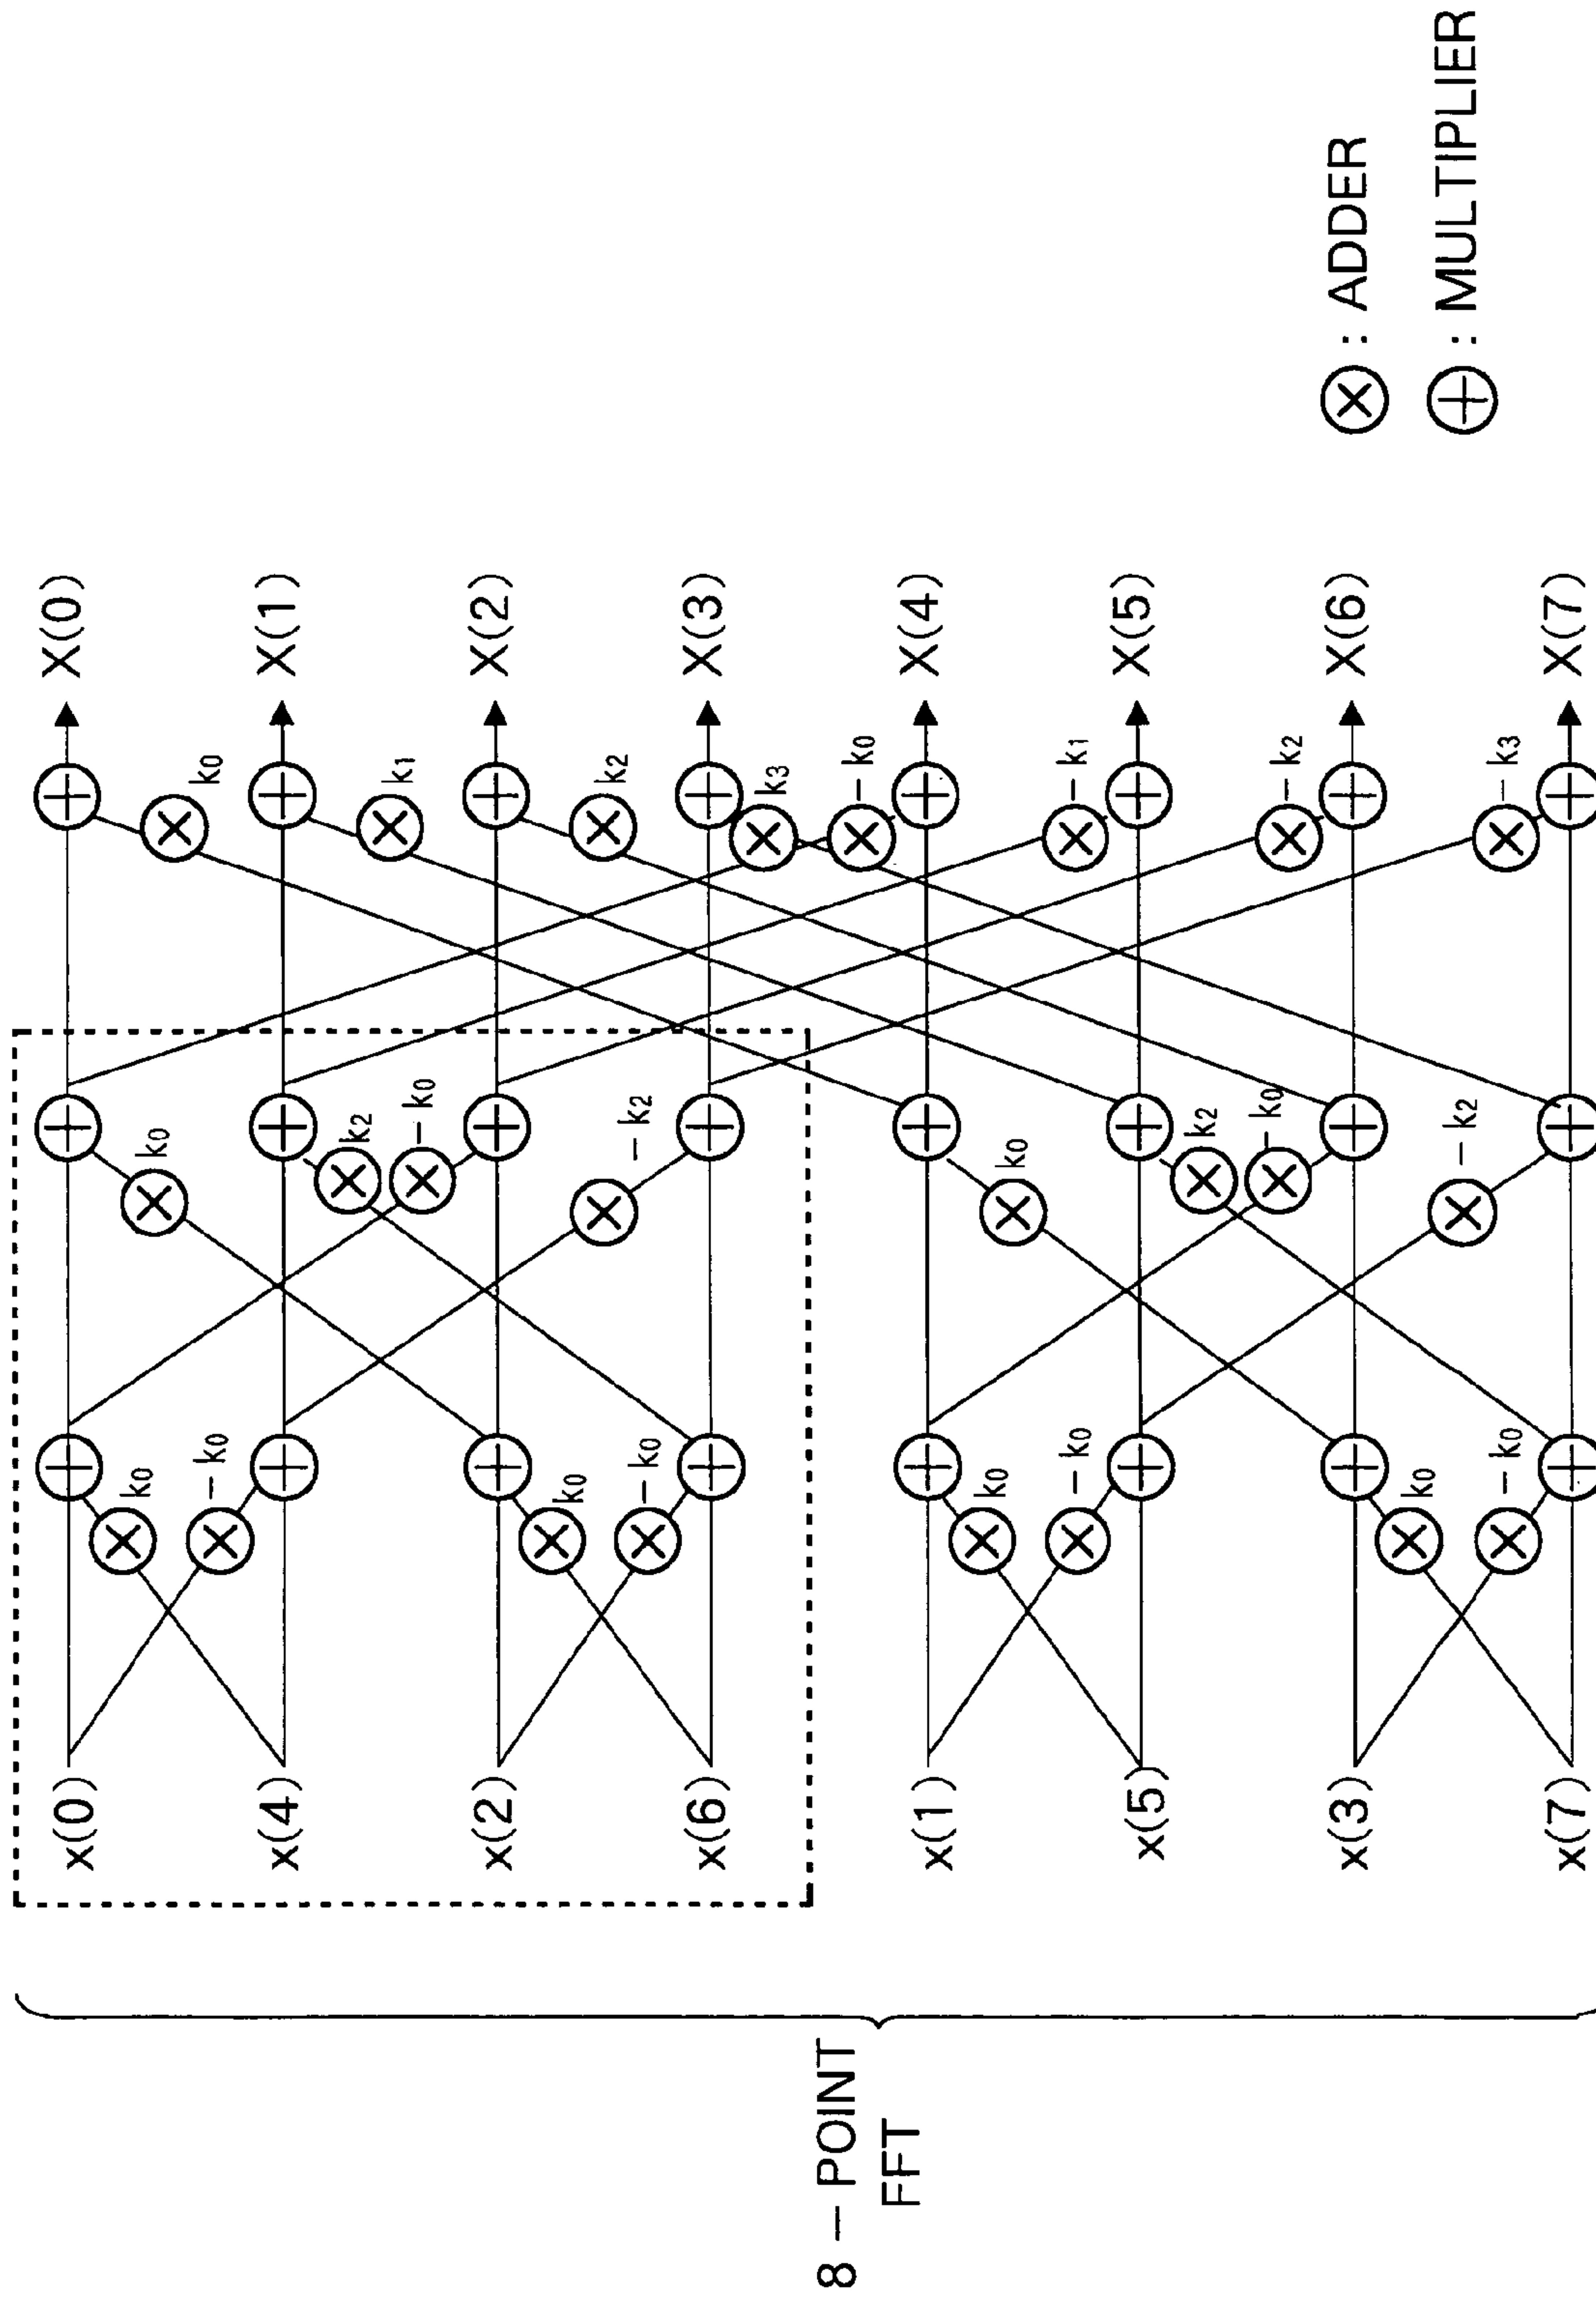 8 – POINT
FFT
x(0)
X(0)
k0
k0
k0
–k0
x(4)
X(1)
k2
k1
–k0
x(2)
X(2)
k0
k2
–k0
–k2
x(6)
X(3)
k3
–k0
x(1)
X(4)
k0
k0
–k0
–k1
x(5)
X(5)
k2
–k0
–k2
x(3)
X(6)
k0
–k2
–k0
–k3
x(7)
X(7)
: ADDER
: MULTIPLIER